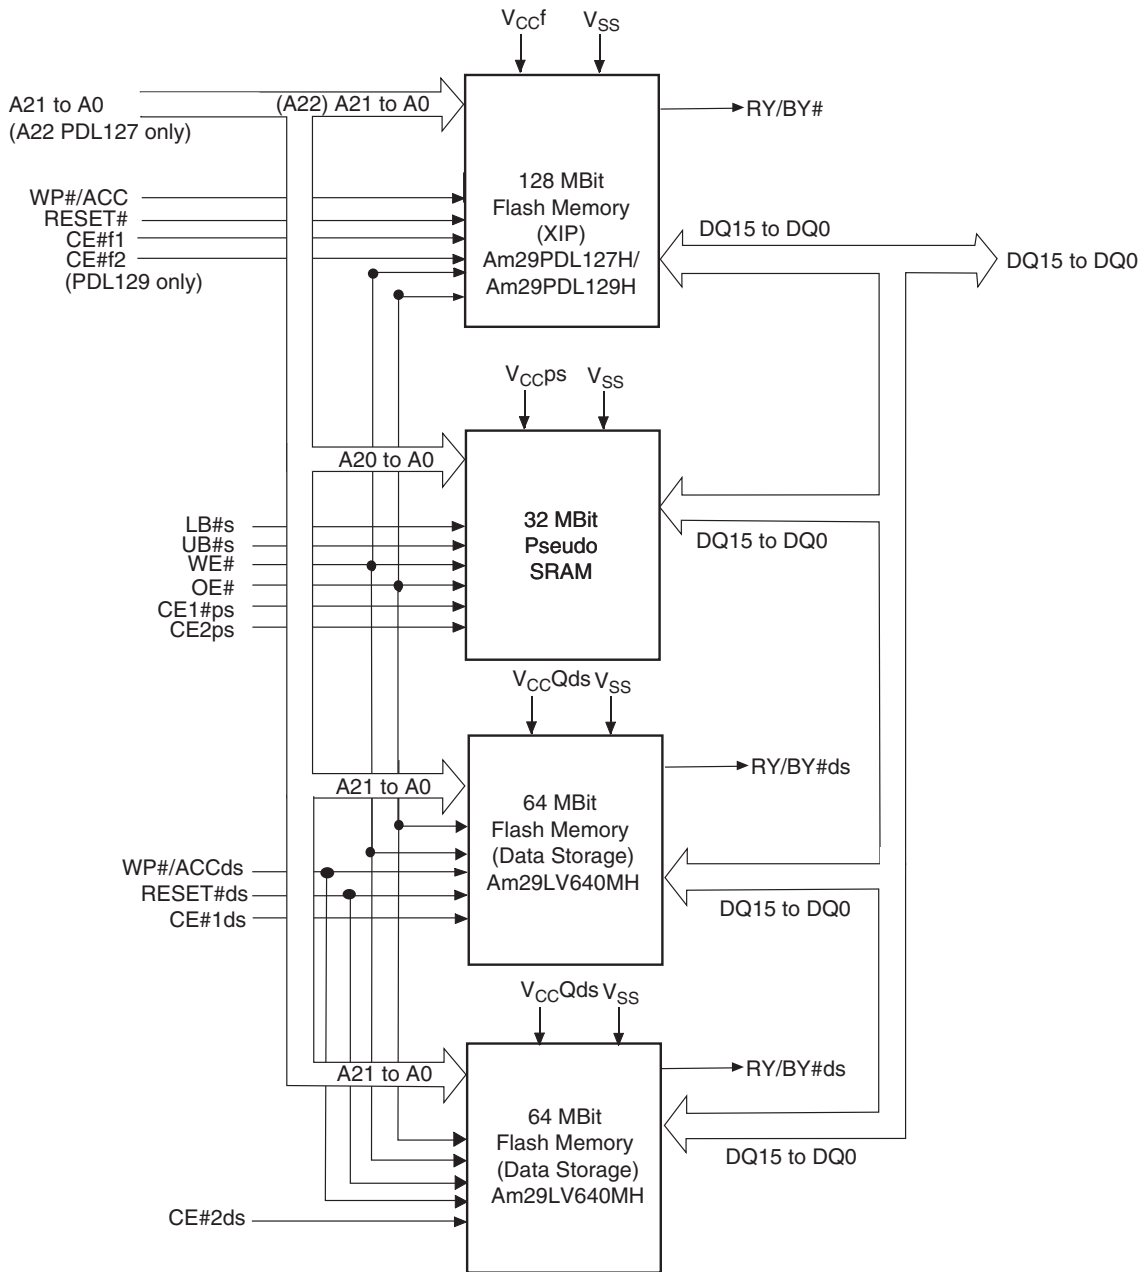 VCCf VSS
A21 to A0
(A22 PDL127 only)
(A22) A21 to A0
RY/BY#
WP#/ACC
RESET#
CE#f1
CE#f2
(PDL129 only)
128 MBit
Flash Memory
(XIP)
Am29PDL127H/
Am29PDL129H
DQ15 to DQ0
DQ15 to DQ0
VCCps VSS
A20 to A0
LB#s
UB#s
WE#
OE#
CE1#ps
CE2ps
32 MBit
Pseudo
SRAM
DQ15 to DQ0
VCCQds VSS
A21 to A0
RY/BY#ds
64 MBit
Flash Memory
(Data Storage)
Am29LV640MH
WP#/ACCds
RESET#ds
CE#1ds
DQ15 to DQ0
VCCQds VSS
A21 to A0
RY/BY#ds
64 MBit
Flash Memory
(Data Storage)
Am29LV640MH
DQ15 to DQ0
CE#2ds